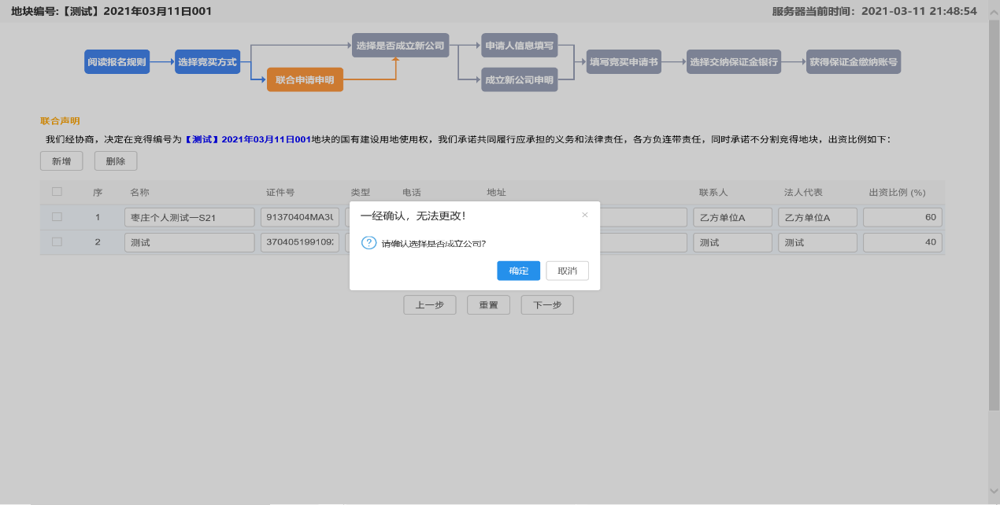 地块编号:【测试】2021年03月11日001
服务器当前时间：2021-03-11 21:48:54
选择是否成立新公司
申请人信息填写
阅读报名规则
选择竞买方式
填写竞买申请书
选择交纳保证金银行
获得保证金缴纳账号
联合申请申明
成立新公司申明
联合声明
我们经协商，决定在竞得编号为【测试】2021年03月11日001地块的国有建设用地使用权，我们承诺共同履行应承担的义务和法律责任，各方负连带责任，同时承诺不分割竞得地块，出资比例如下：
新增
删除
序 名称 证件号 类型 电话 地址 联系人 法人代表 出资比例 (%)
1 枣庄个人测试一S21 91370404MA3U 乙方单位A 乙方单位A 60
2 测试 370405199109 测试 测试 40
一经确认，无法更改！
×
?
请确认选择是否成立公司?
确定
取消
上一步
重置
下一步